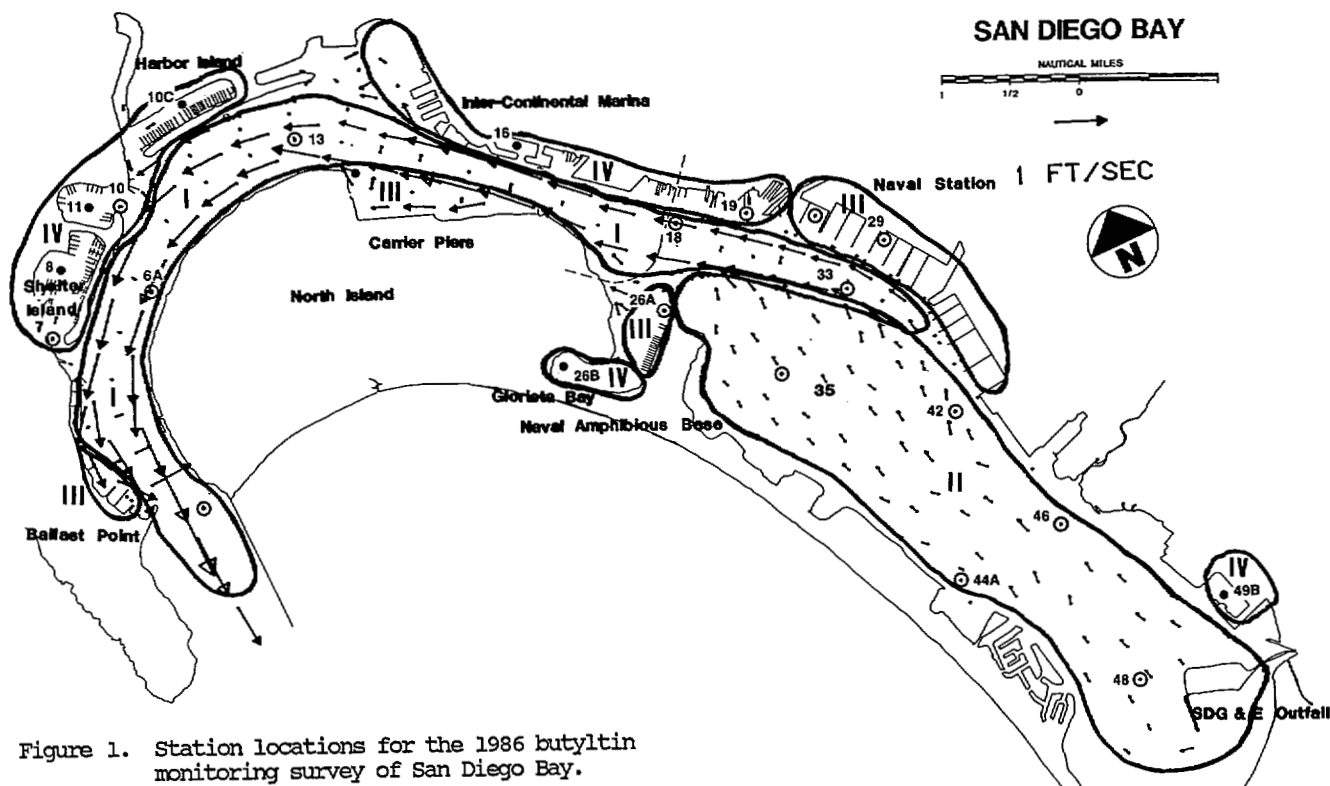 SAN DIEGO BAY
NAUTICAL MILES
1 1/2 0
1 FT/SEC
N
Harbor Island
10C
Inter-Continental Marina
16
13
IV
Naval Station
III
29
19
18
I
33
III
Carrier Piers
10
11
I
IV
8
Shelter
Island
7
6A
North Island
26A
III
26B
IV
Glorieta Bay
Naval Amphibious Base
35
42
II
I
III
Ballast Point
46
44A
IV
49B
48
SDG & E Outfall
Figure 1. Station locations for the 1986 butyltin
monitoring survey of San Diego Bay.